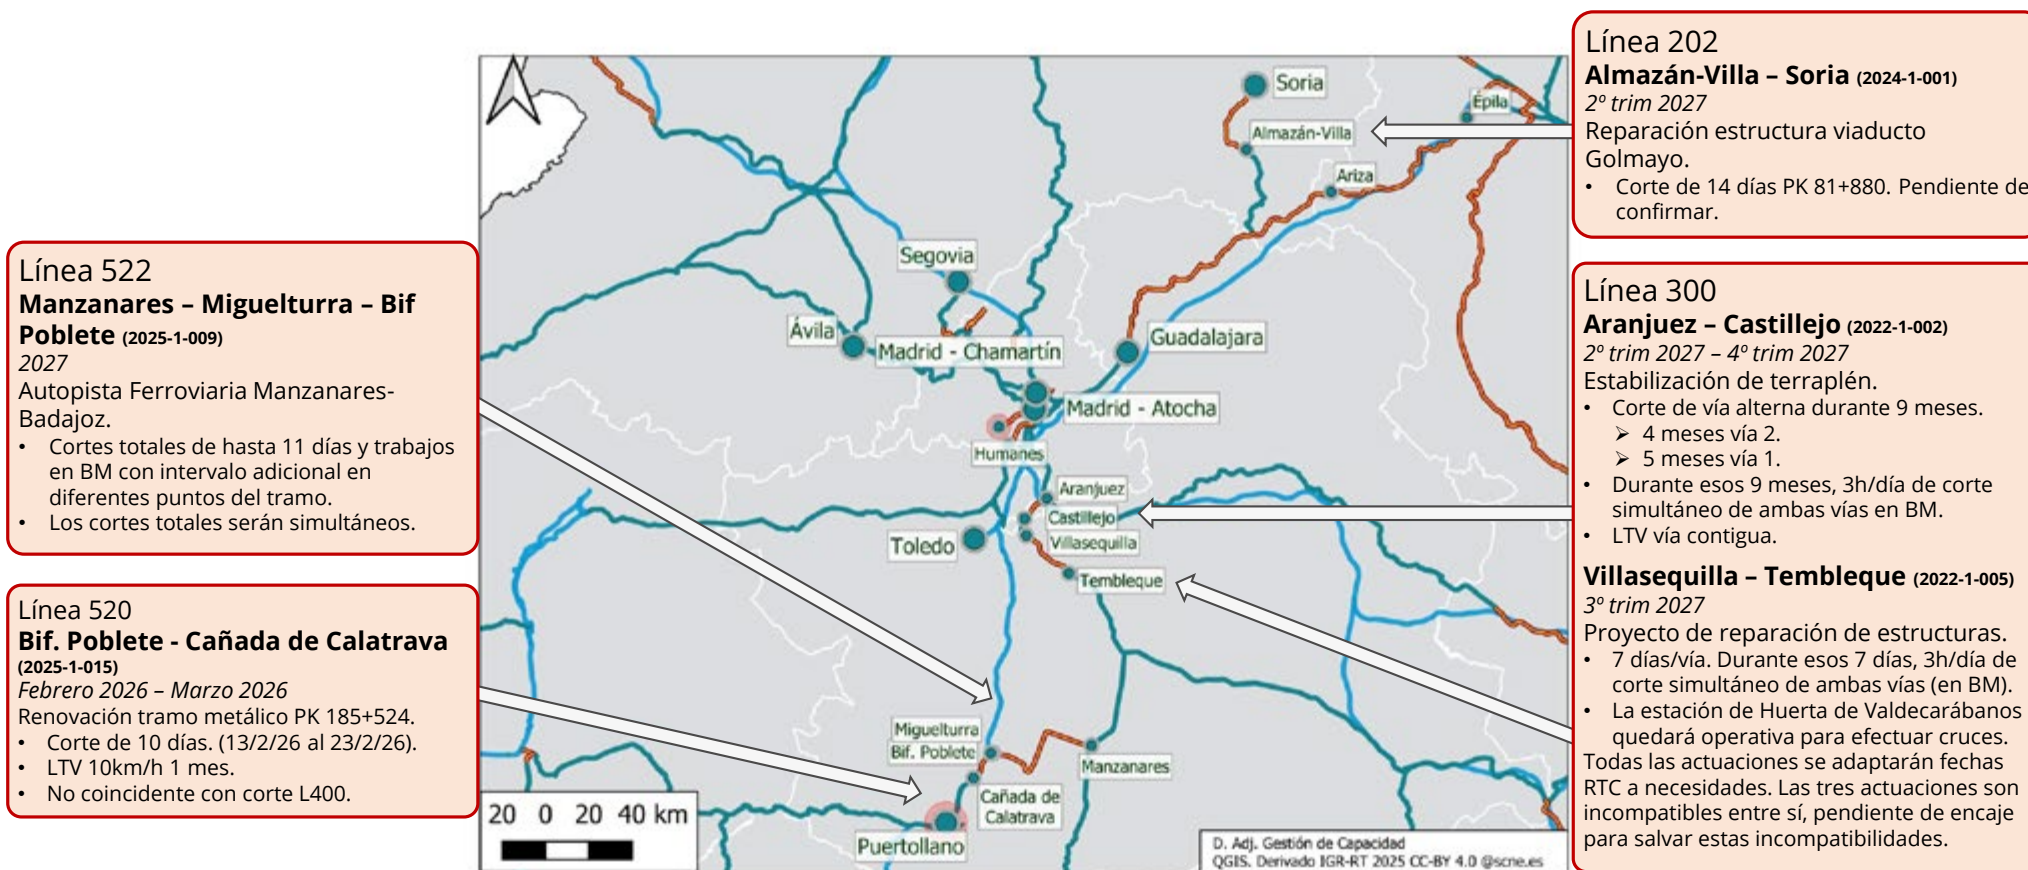 Línea 522
Manzanares – Miguelturra – Bif
Poblete (2025-1-009)
2027
Autopista Ferroviaria Manzanares-
Badajoz.
• Cortes totales de hasta 11 días y trabajos
en BM con intervalo adicional en
diferentes puntos del tramo.
• Los cortes totales serán simultáneos.
Línea 520
Bif. Poblete - Cañada de Calatrava
(2025-1-015)
Febrero 2026 – Marzo 2026
Renovación tramo metálico PK 185+524.
• Corte de 10 días. (13/2/26 al 23/2/26).
• LTV 10km/h 1 mes.
• No coincidente con corte L400.
Soria
Épila
Almazán-Villa
Ariza
Segovia
Ávila
Madrid - Chamartín
Guadalajara
Madrid - Atocha
Humanes
Aranjuez
Castillejo
Toledo
Villasequilla
Tembleque
Miguelturra
Bif. Poblete
Manzanares
Cañada de
Calatrava
Puertollano
20 0 20 40 km
D. Adj. Gestión de Capacidad
QGIS. Derivado IGR-RT 2025 CC-BY 4.0 @scne.es
Línea 202
Almazán-Villa – Soria (2024-1-001)
2º trim 2027
Reparación estructura viaducto
Golmayo.
• Corte de 14 días PK 81+880. Pendiente de
confirmar.
Línea 300
Aranjuez – Castillejo (2022-1-002)
2º trim 2027 – 4º trim 2027
Estabilización de terraplén.
• Corte de vía alterna durante 9 meses.
➢ 4 meses vía 2.
➢ 5 meses vía 1.
• Durante esos 9 meses, 3h/día de corte
simultáneo de ambas vías en BM.
• LTV vía contigua.
Villasequilla – Tembleque (2022-1-005)
3º trim 2027
Proyecto de reparación de estructuras.
• 7 días/vía. Durante esos 7 días, 3h/día de
corte simultáneo de ambas vías (en BM).
• La estación de Huerta de Valdecarábanos
quedará operativa para efectuar cruces.
Todas las actuaciones se adaptarán fechas
RTC a necesidades. Las tres actuaciones son
incompatibles entre sí, pendiente de encaje
para salvar estas incompatibilidades.